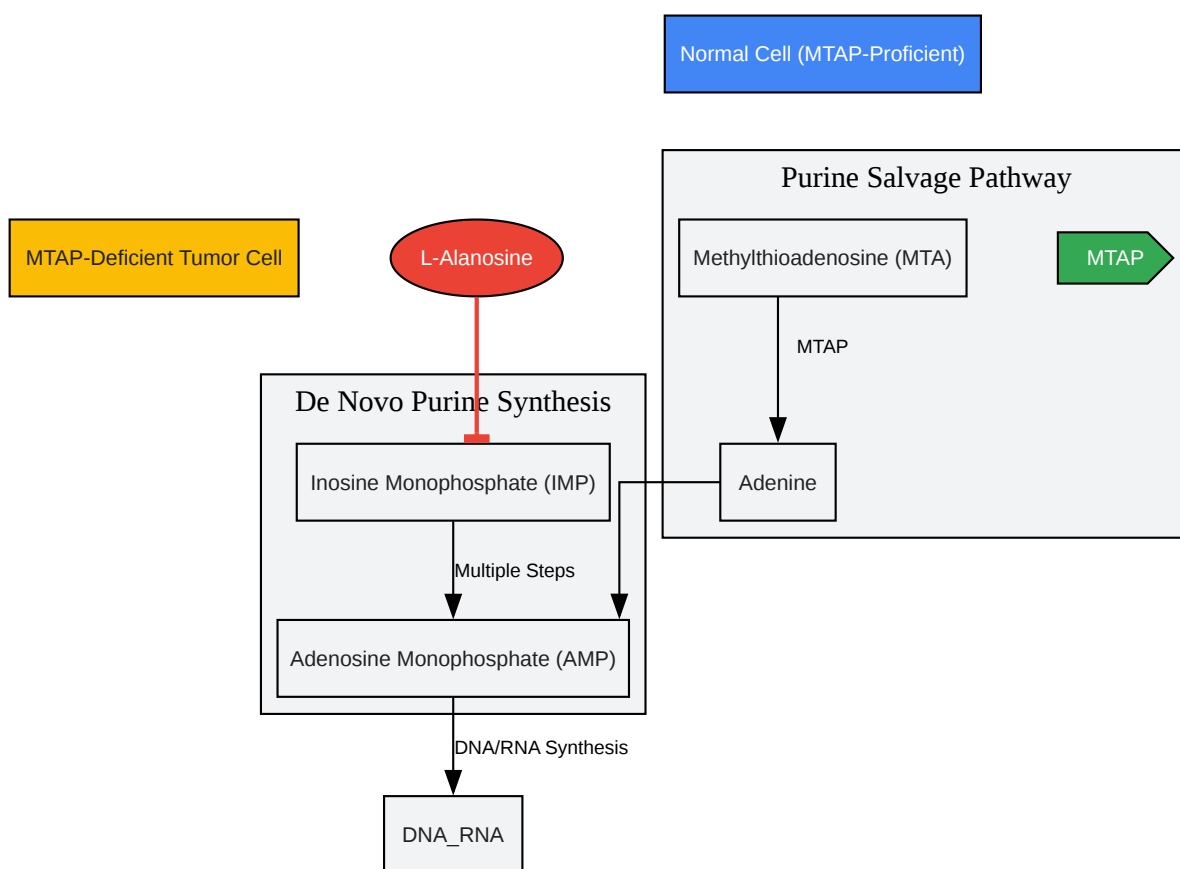 Normal Cell (MTAP-Proficient)
Purine Salvage Pathway
MTAP-Deficient Tumor Cell
L-Alanosine
Methylthioadenosine (MTA)
MTAP
MTAP
De Novo Purine Synthesis
Inosine Monophosphate (IMP)
Adenine
Multiple Steps
Adenosine Monophosphate (AMP)
DNA/RNA Synthesis
DNA_RNA